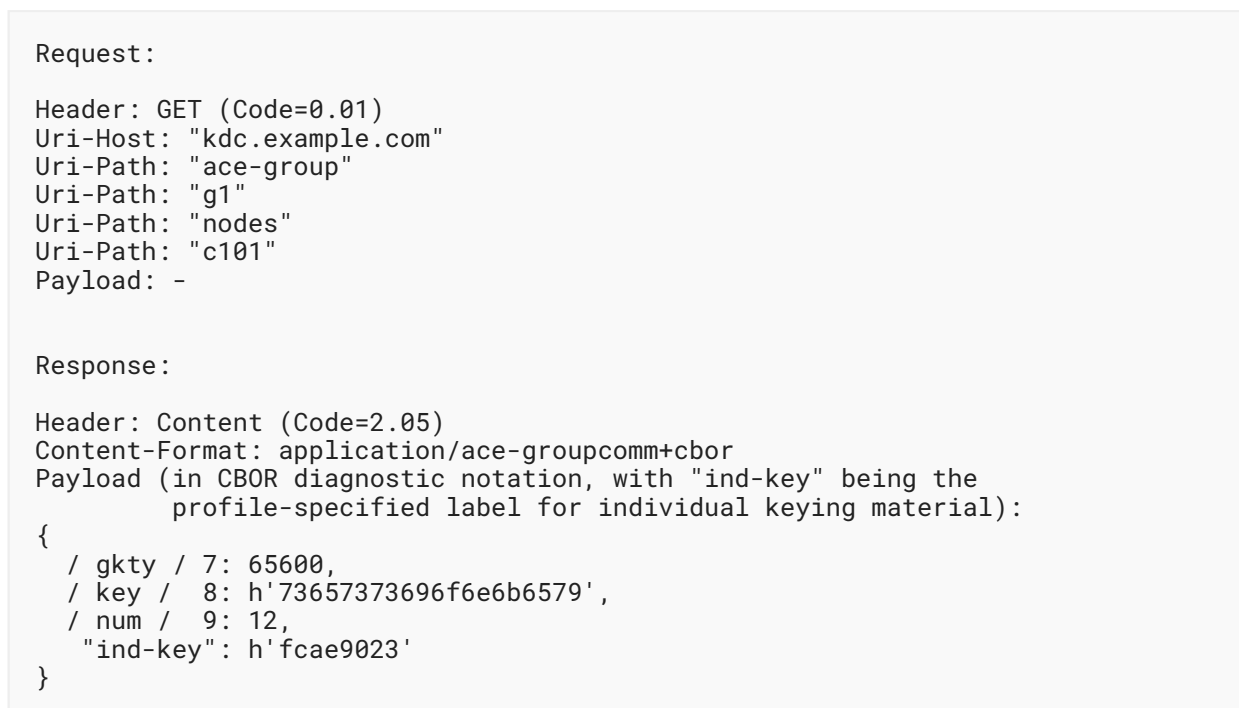 Request:
Header: GET (Code=0.01)
Uri-Host: "kdc.example.com"
Uri-Path: "ace-group"
Uri-Path: "g1"
Uri-Path: "nodes"
Uri-Path: "c101"
Payload: -
Response:
Header: Content (Code=2.05)
Content-Format: application/ace-groupcomm+cbor
Payload (in CBOR diagnostic notation, with "ind-key" being the
profile-specified label for individual keying material):
{
/ gkty / 7: 65600,
/ key /  8: h'73657373696f6e6b6579',
/ num /  9: 12,
"ind-key": h'fcae9023'
}